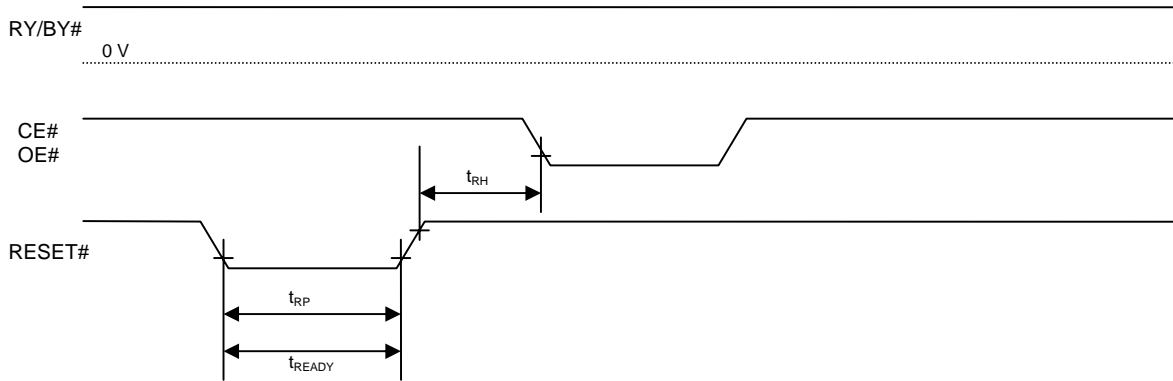 RY/BY#
0 V
CE#
OE#
tRH
RESET#
tRP
tREADY